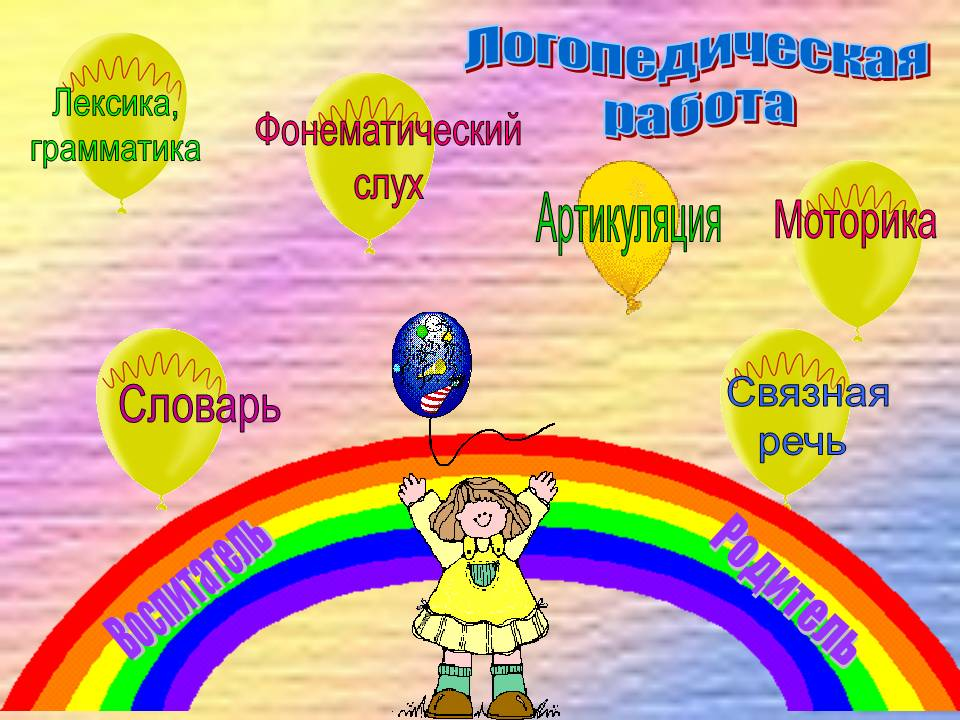 Логопедическая
работа
Лексика,
грамматика
Фонематический
слух
Артикуляция
Моторика
Словарь
Связная
речь
Воспитатель
Родитель